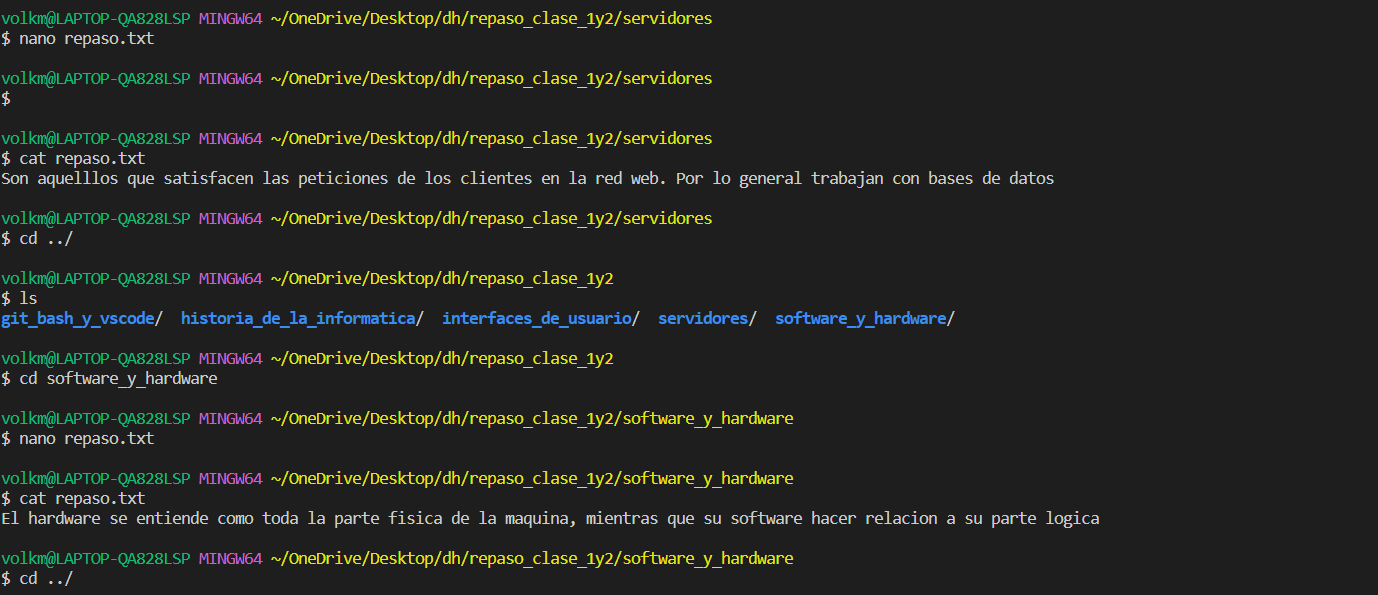 volkm@LAPTOP-QA828LSP MINGW64 ~/OneDrive/Desktop/dh/repaso_clase_1y2/servidores
$ nano repaso.txt
volkm@LAPTOP-QA828LSP MINGW64 ~/OneDrive/Desktop/dh/repaso_clase_1y2/servidores
$
volkm@LAPTOP-QA828LSP MINGW64 ~/OneDrive/Desktop/dh/repaso_clase_1y2/servidores
$ cat repaso.txt
Son aquelllos que satisfacen las peticiones de los clientes en la red web. Por lo general trabajan con bases de datos
volkm@LAPTOP-QA828LSP MINGW64 ~/OneDrive/Desktop/dh/repaso_clase_1y2/servidores
$ cd ../
volkm@LAPTOP-QA828LSP MINGW64 ~/OneDrive/Desktop/dh/repaso_clase_1y2
$ ls
git_bash_y_vscode/  historia_de_la_informatica/  interfaces_de_usuario/  servidores/  software_y_hardware/
volkm@LAPTOP-QA828LSP MINGW64 ~/OneDrive/Desktop/dh/repaso_clase_1y2
$ cd software_y_hardware
volkm@LAPTOP-QA828LSP MINGW64 ~/OneDrive/Desktop/dh/repaso_clase_1y2/software_y_hardware
$ nano repaso.txt
volkm@LAPTOP-QA828LSP MINGW64 ~/OneDrive/Desktop/dh/repaso_clase_1y2/software_y_hardware
$ cat repaso.txt
El hardware se entiende como toda la parte fisica de la maquina, mientras que su software hacer relacion a su parte logica
volkm@LAPTOP-QA828LSP MINGW64 ~/OneDrive/Desktop/dh/repaso_clase_1y2/software_y_hardware
$ cd ../